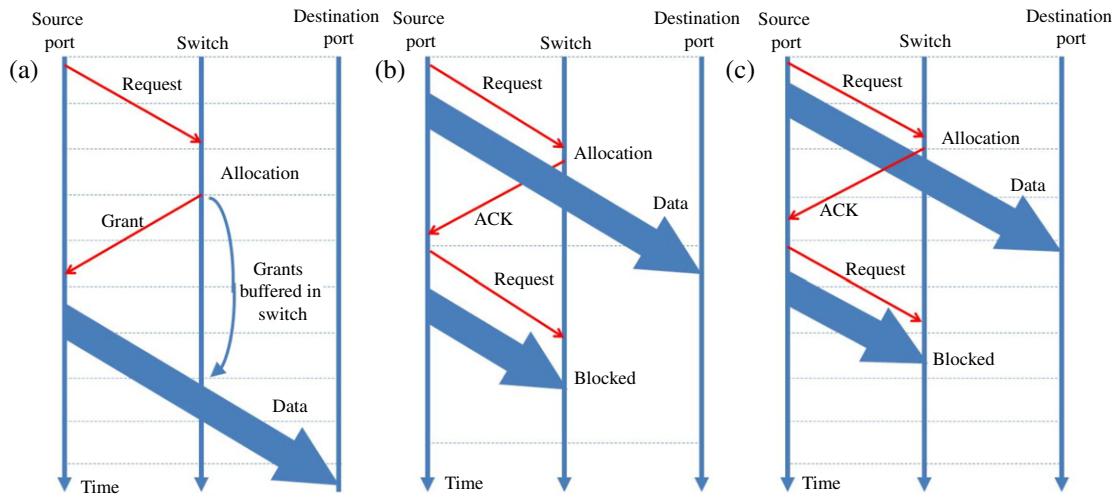 (a)
Source
port
Switch
Destination
port
Request
Allocation
Grant
Grants
buffered in
switch
Data
Time
(b)
Source
port
Switch
Destination
port
Request
Allocation
Data
ACK
Request
Blocked
Time
(c)
Source
port
Switch
Destination
port
Request
Allocation
Data
ACK
Request
Blocked
Time